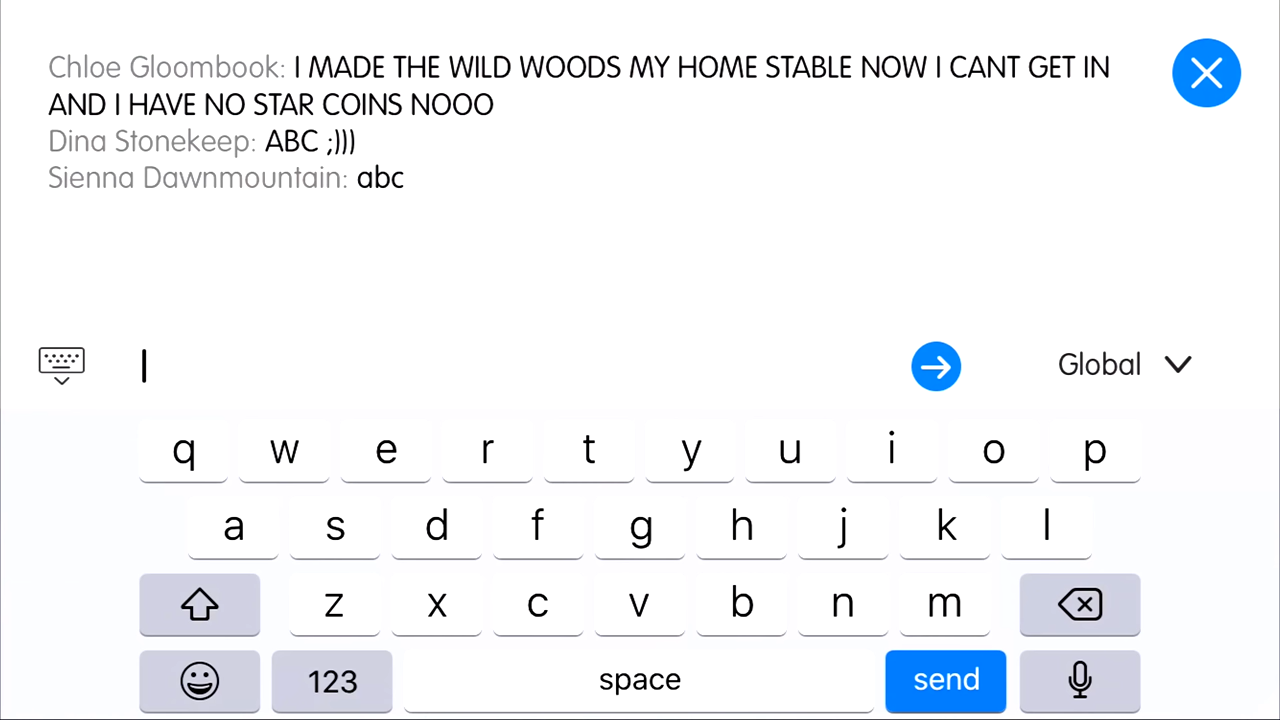 Chloe Gloombook: I MADE THE WILD WOODS MY HOME STABLE NOW I CANT GET IN
AND I HAVE NO STAR COINS NOOO
Dina Stonekeep: ABC ;)))
Sienna Dawnmountain: abc
Global
q w e r t y u i o p
a s d f g h j k l
z x c v b n m
123 space send